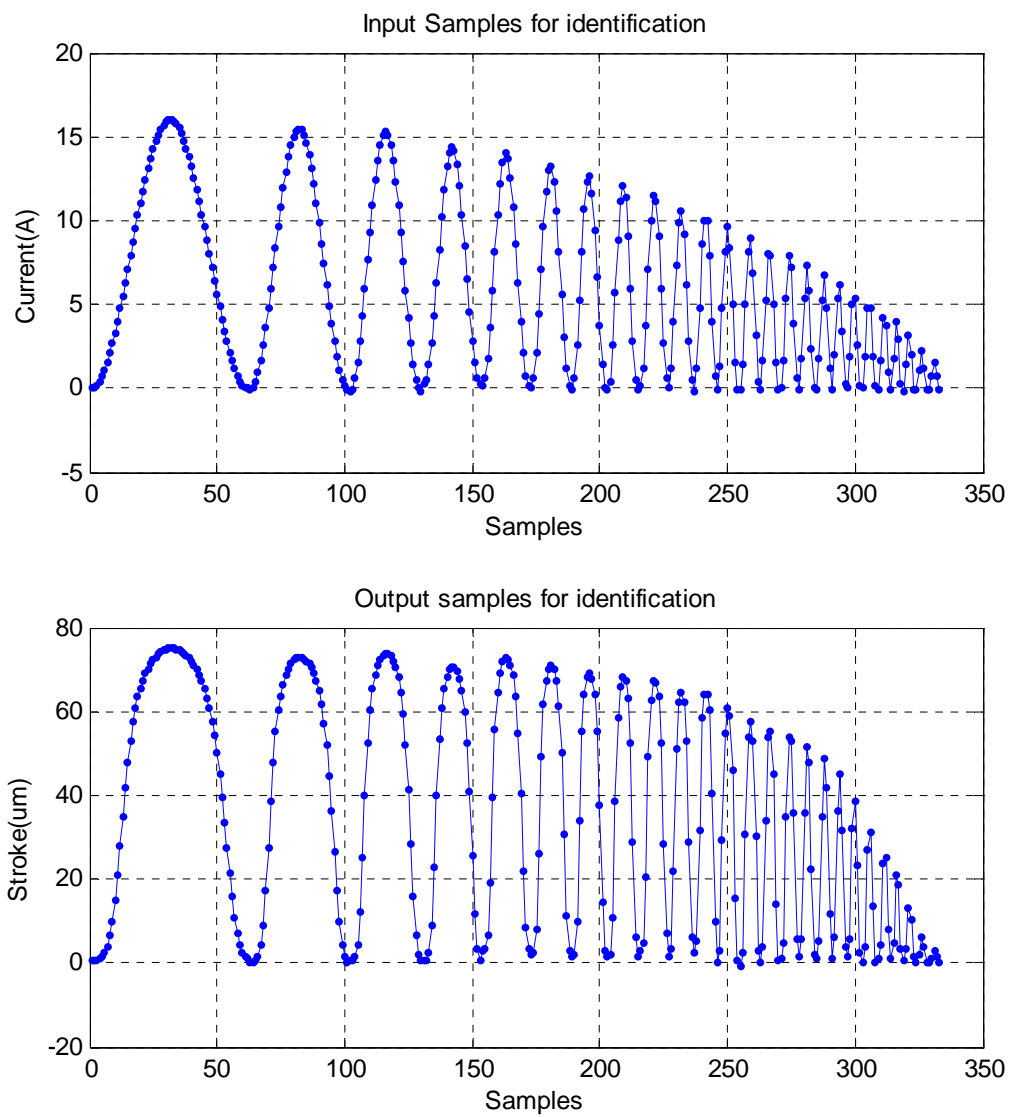 Input Samples for identification
20
15
10
5
0
-5
Current(A)
0 50 100 150 200 250 300 350
Samples
Output samples for identification
80
60
40
20
0
-20
Stroke(um)
0 50 100 150 200 250 300 350
Samples